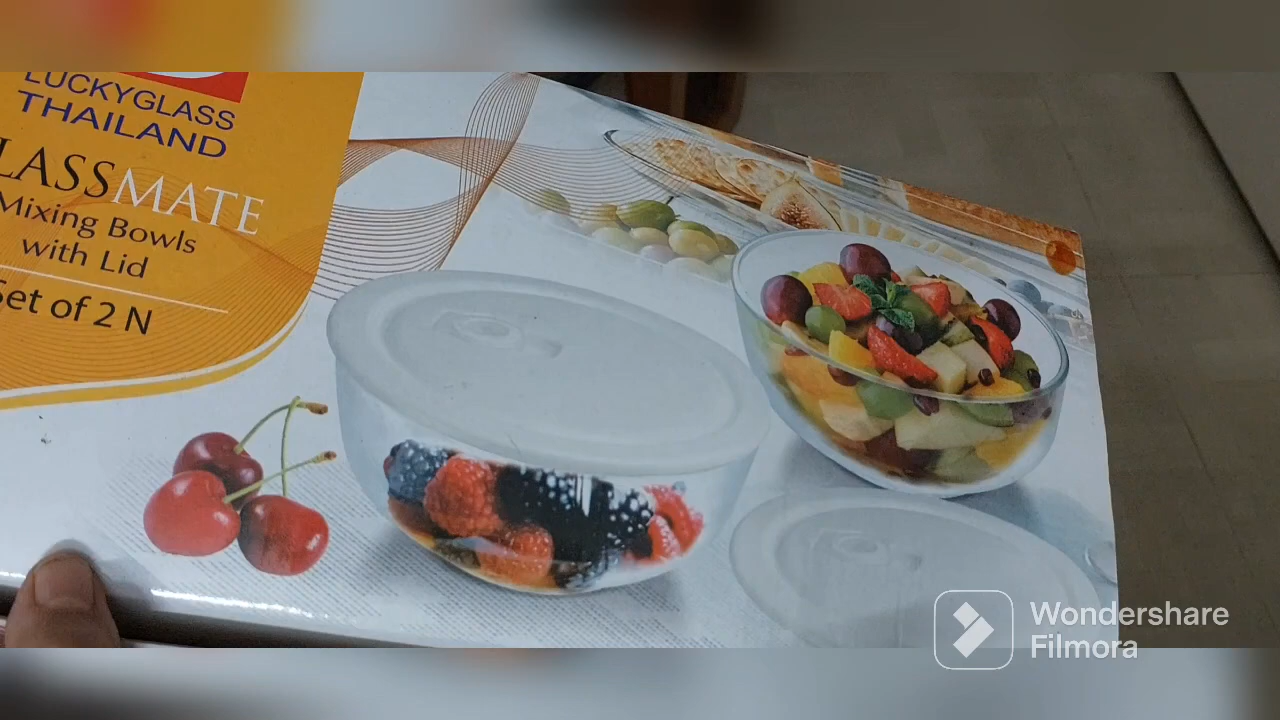 LUCKYGLASS
THAILAND
LASSMATE
Mixing Bowls
with Lid
Set of 2 N
Wondershare
Filmora